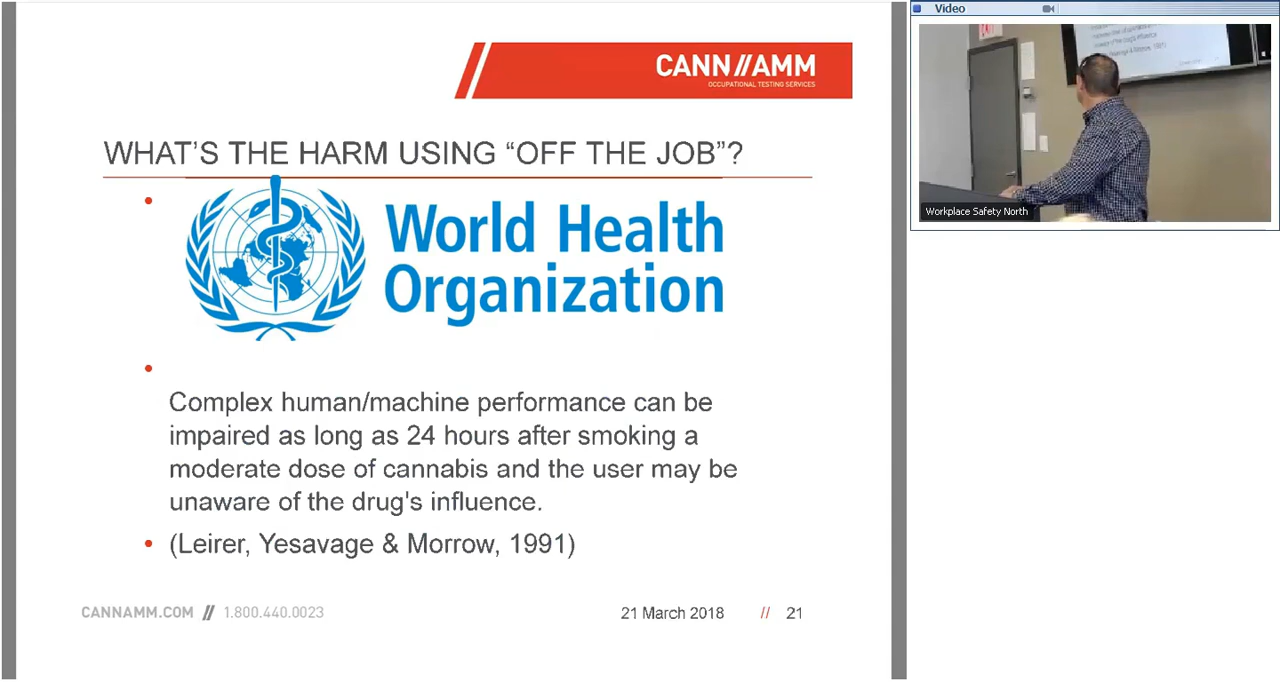 CANN//AMM
OCCUPATIONAL TESTING SERVICES
WHAT'S THE HARM USING “OFF THE JOB”?
World Health
Organization
Complex human/machine performance can be
impaired as long as 24 hours after smoking a
moderate dose of cannabis and the user may be
unaware of the drug's influence.
(Leirer, Yesavage & Morrow, 1991)
CANNAMM.COM // 1.800.440.0023
21 March 2018 // 21
Video
Workplace Safety North